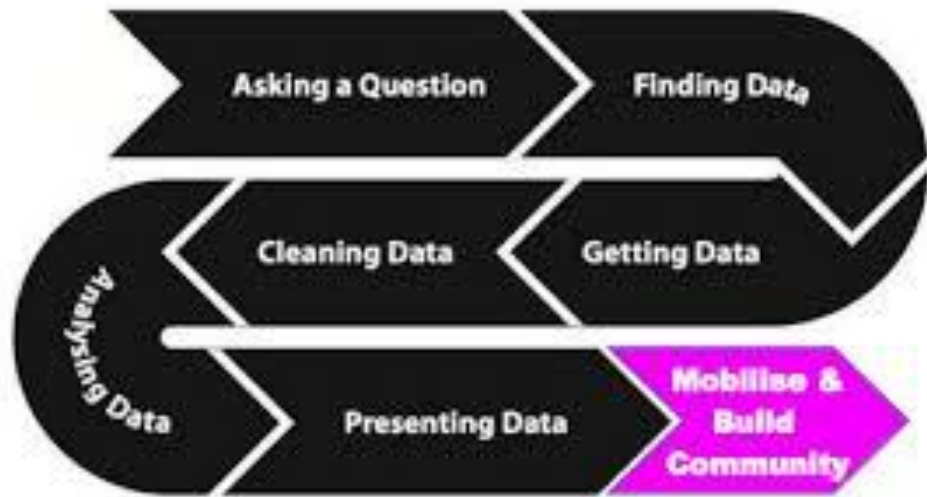 Asking a Question
Finding Data
Getting Data
Cleaning Data
Analysing Data
Presenting Data
Mobilise &
Build
Community